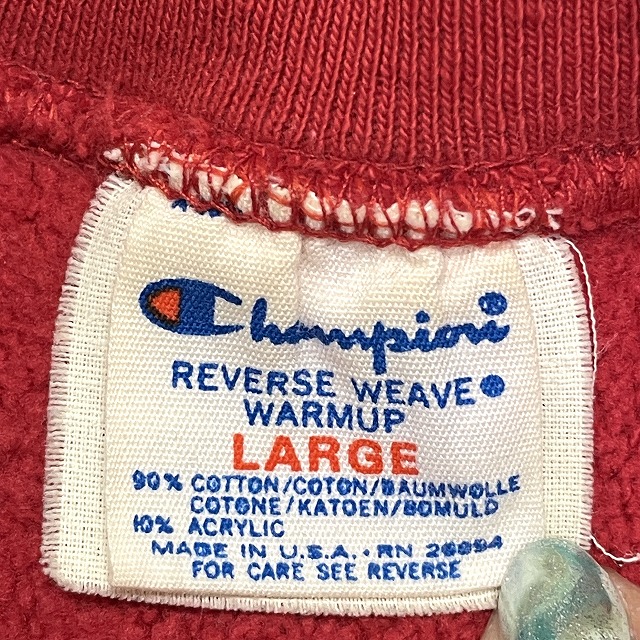 Champion
REVERSE WEAVE
WARMUP
LARGE
90% COTTON/COTON/BAUMWOLLE
COTONE/KATOEN/BOMULD
10% ACRYLIC
MADE IN U.S.A. • RN 26094
FOR CARE SEE REVERSE